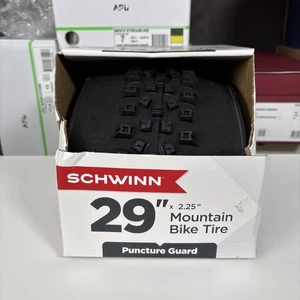 SCHWINN
29" x 2.25"
Mountain
Bike Tire
Puncture Guard